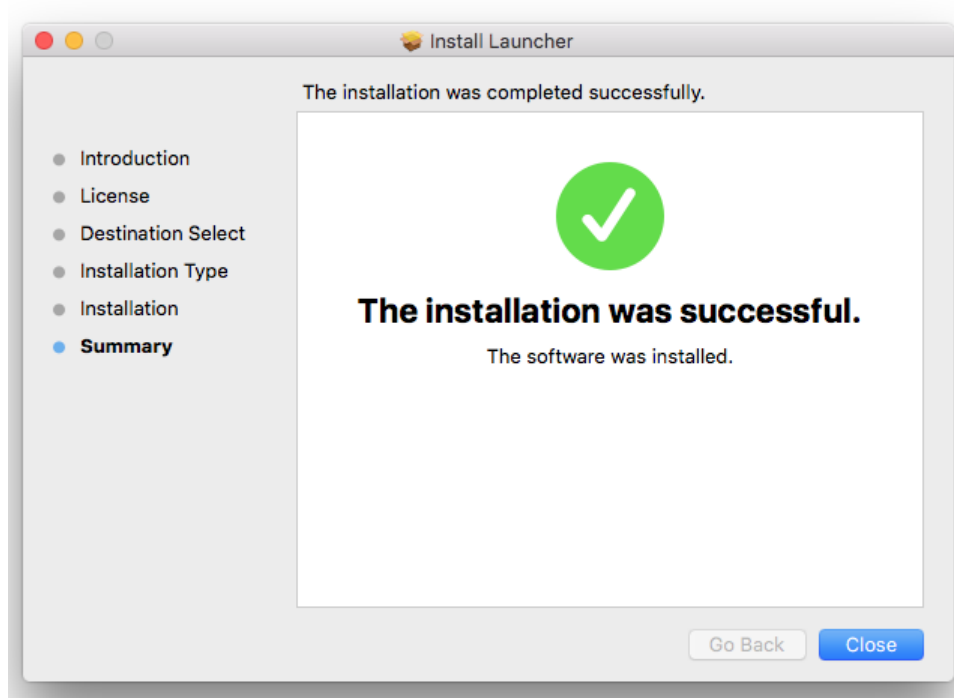 Install Launcher
The installation was completed successfully.
Introduction
License
Destination Select
Installation Type
Installation
Summary
The installation was successful.
The software was installed.
Go Back
Close